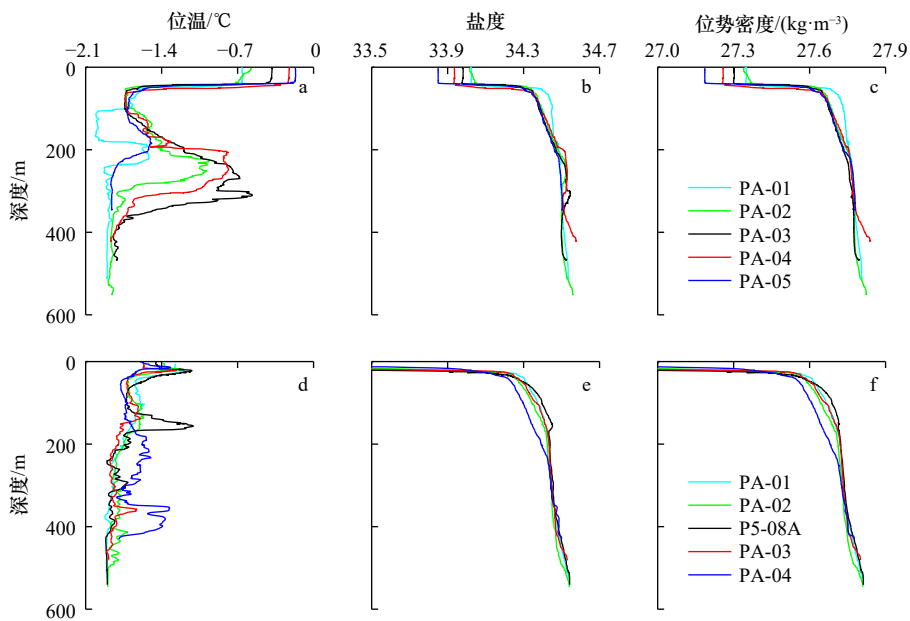 位温/℃ 盐度 位势密度/(kg·m⁻³)
−2.1 −1.4 −0.7 0 33.5 33.9 34.3 34.7 27.0 27.3 27.6 27.9
0
a b c
200
深度/m
400
600
PA-01
PA-02
PA-03
PA-04
PA-05
0
d e f
200
深度/m
400
600
PA-01
PA-02
P5-08A
PA-03
PA-04